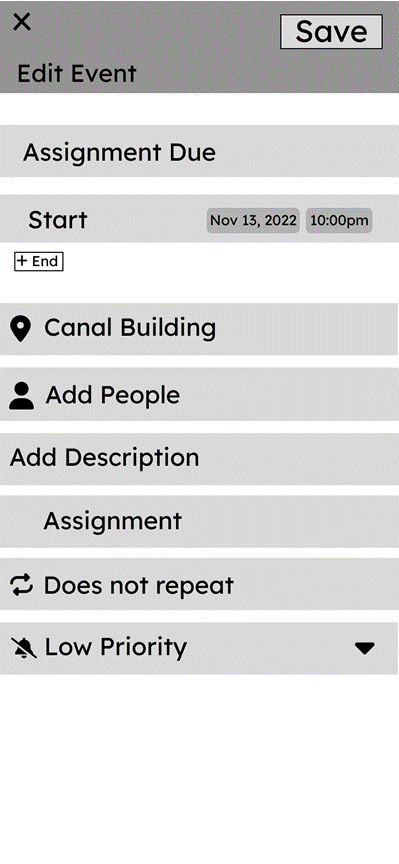 Save
Edit Event
Assignment Due
Start Nov 13, 2022 10:00pm
+ End
Canal Building
Add People
Add Description
Assignment
Does not repeat
Low Priority